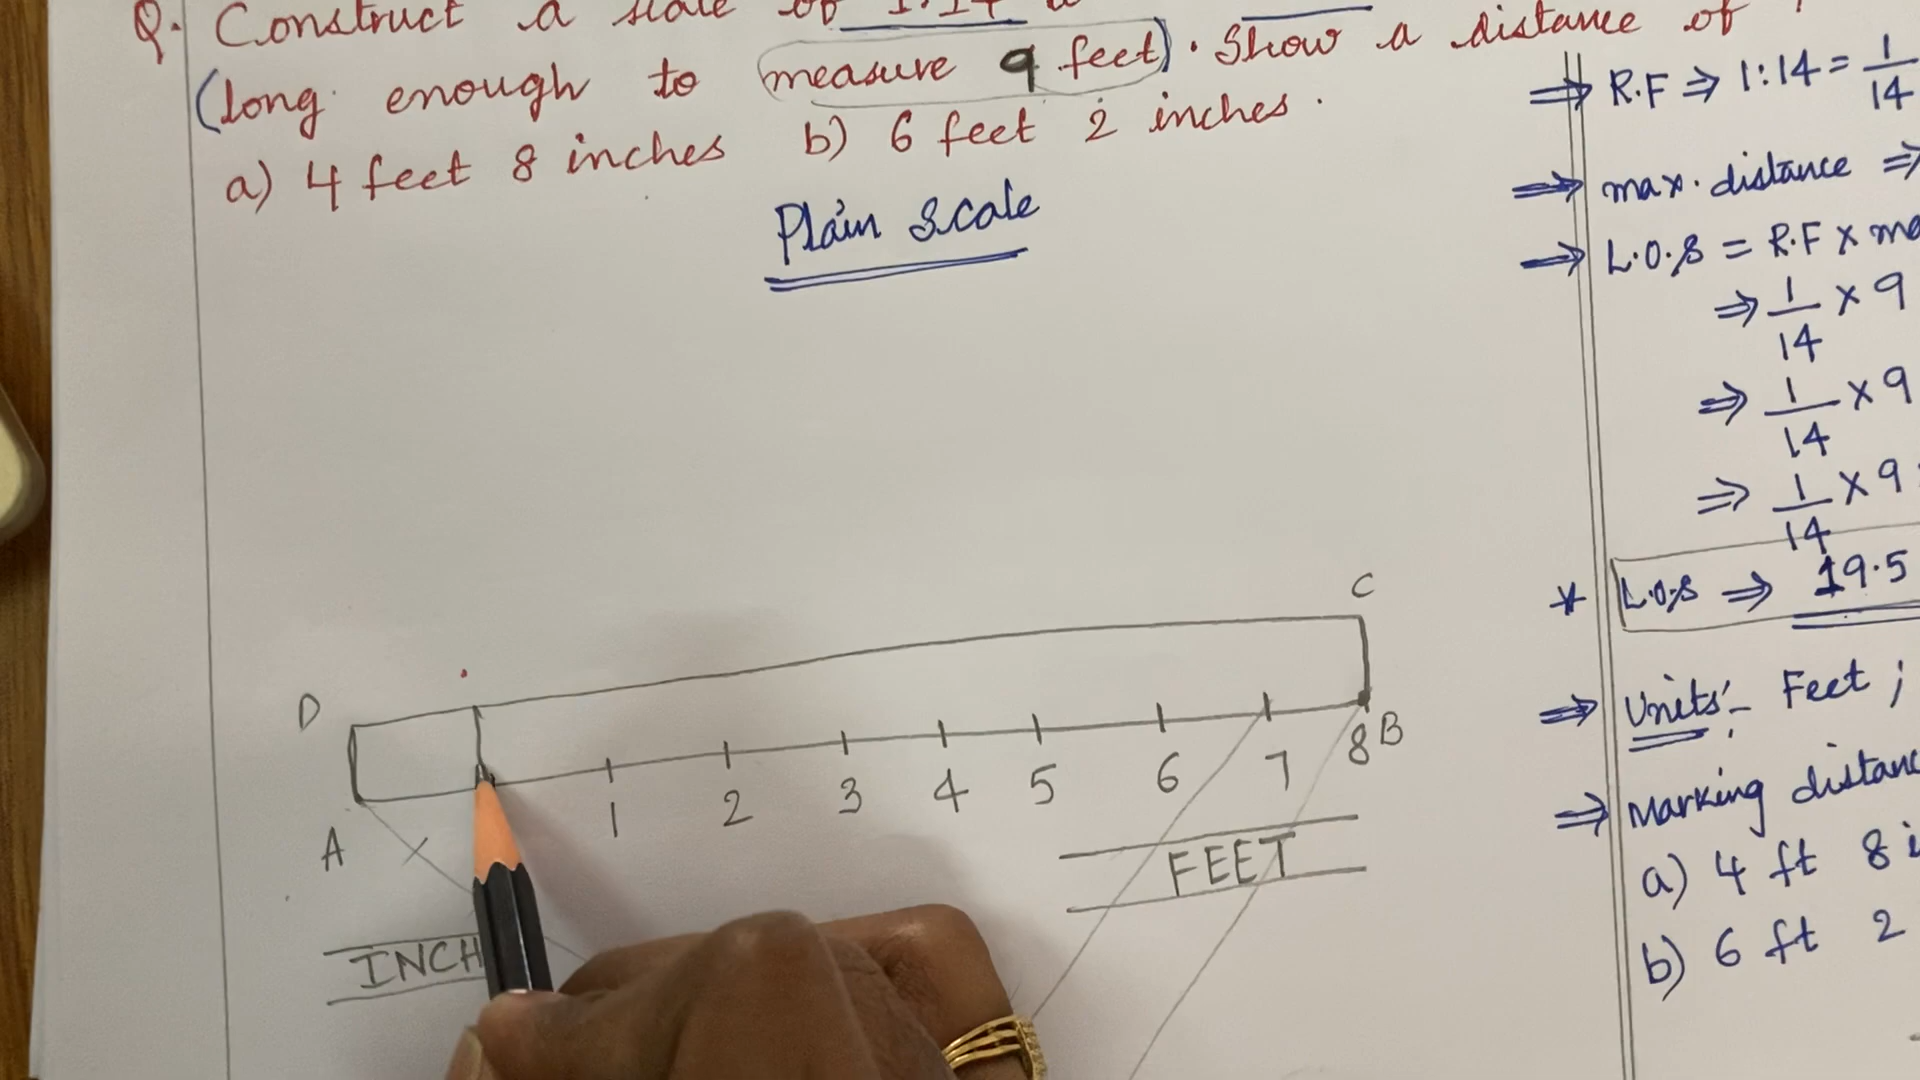 Q. Construct a scale of 1:14
(long enough to measure 9 feet). Show a distance of
a) 4 feet 8 inches b) 6 feet 2 inches.
Plain Scale
⇒ R.F ⇒ 1:14 = 1/14
⇒ max. distance ⇒
⇒ L.O.S = R.F X
⇒ 1/14 X 9
⇒ 1/14 X 9
⇒ 1/14 X 9
* L.O.S ⇒ 19.5
⇒ Units:- Feet;
⇒ Marking
a) 4 ft 8
b) 6 ft 2
C
D
A
1 2 3 4 5 6 7 8 B
FEET